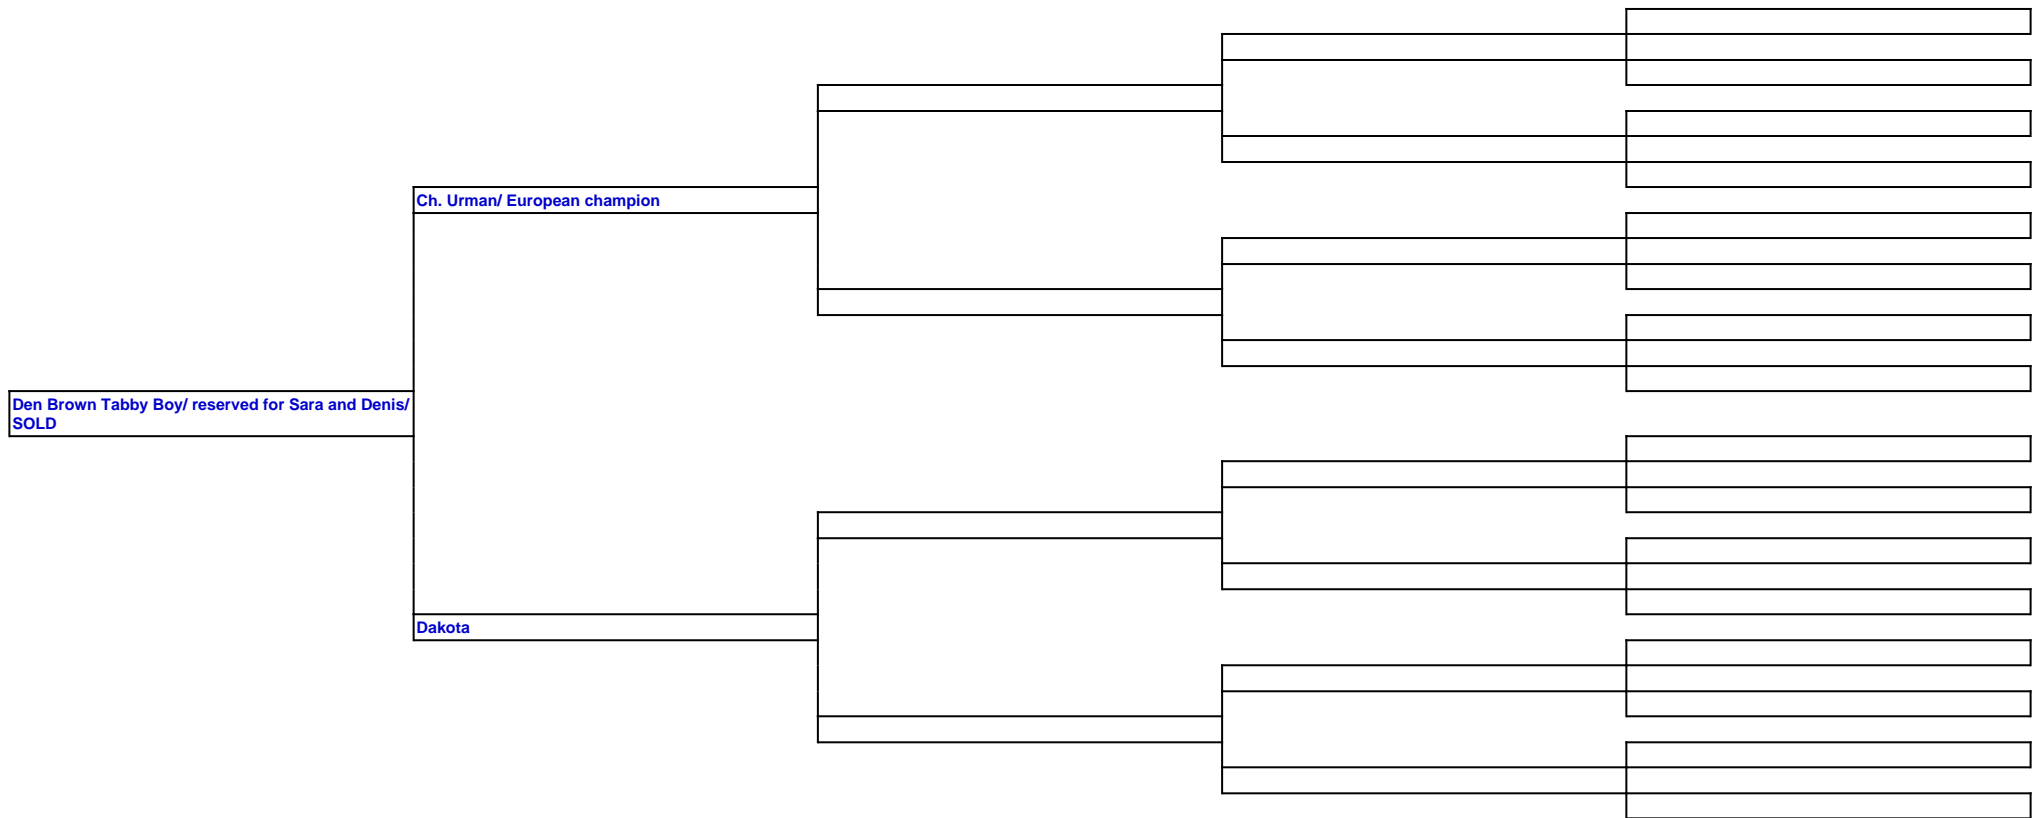 Ch. Urman/ European champion
Den Brown Tabby Boy/ reserved for Sara and Denis/
SOLD
Dakota